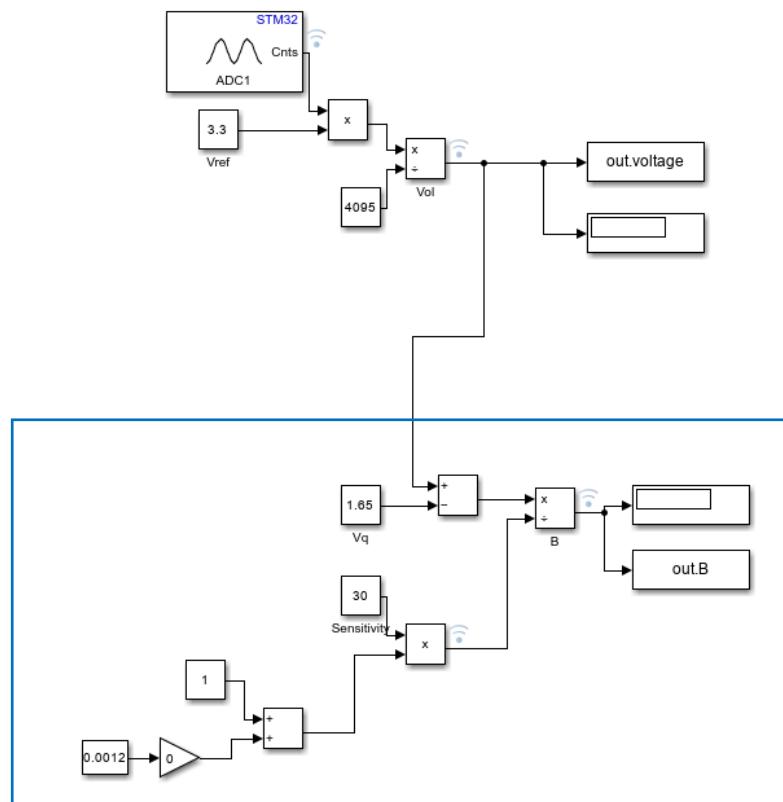 STM32
Cnts
ADC1
3.3
Vref
x
x
÷
Vol
4095
out.voltage
1.65
Vq
+
−
x
÷
B
out.B
30
Sensitivity
x
1
+
+
0.0012
0